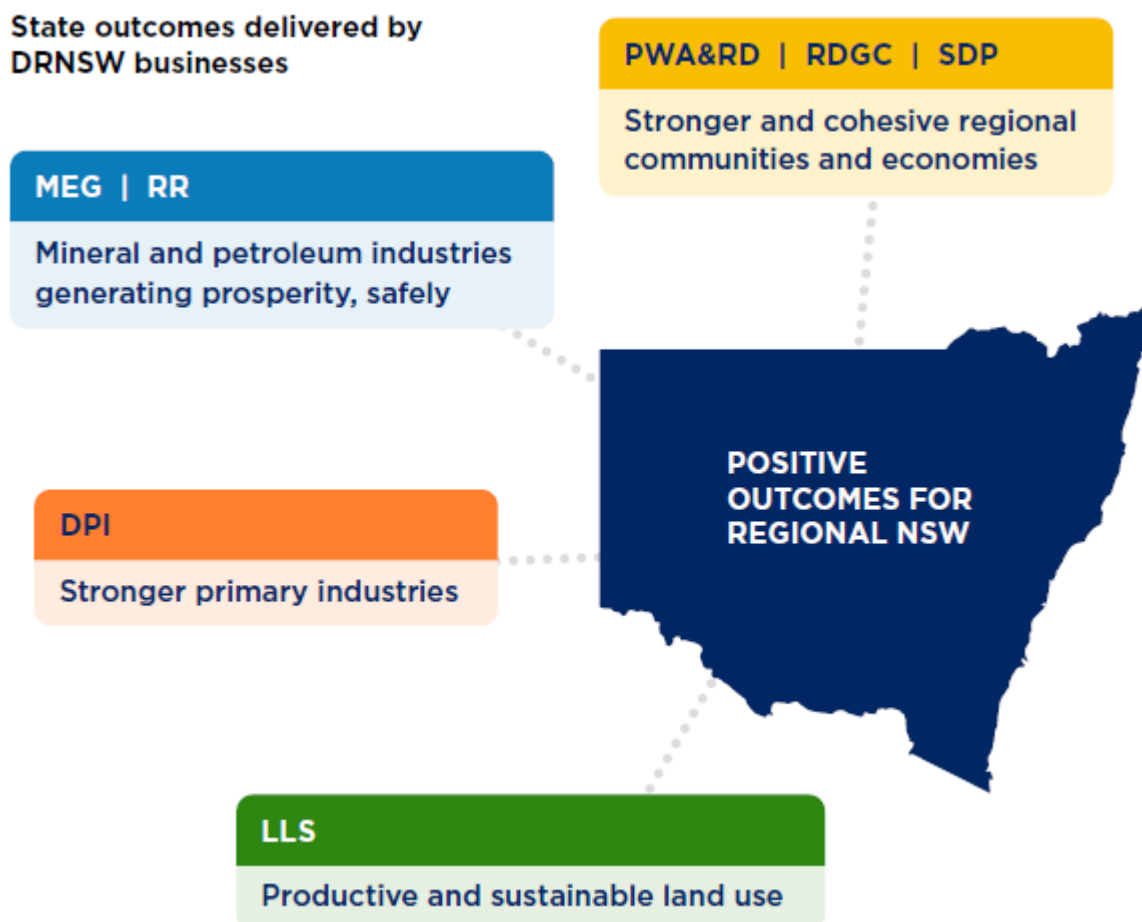 State outcomes delivered by
DRNSW businesses
PWA&RD | RDGC | SDP
Stronger and cohesive regional
communities and economies
MEG | RR
Mineral and petroleum industries
generating prosperity, safely
POSITIVE
OUTCOMES FOR
REGIONAL NSW
DPI
Stronger primary industries
LLS
Productive and sustainable land use